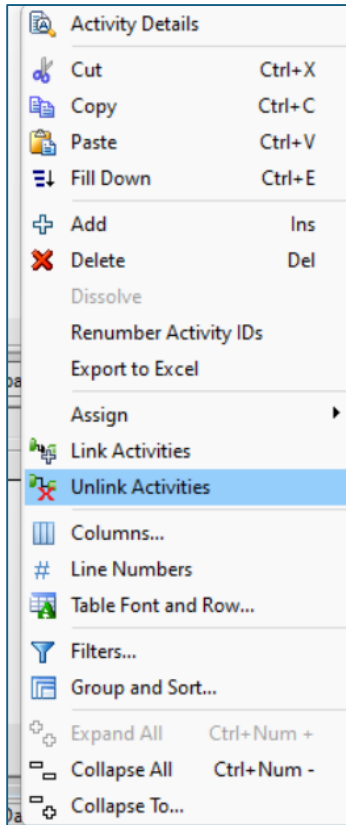 Activity Details
Cut Ctrl+X
Copy Ctrl+C
Paste Ctrl+V
Fill Down Ctrl+E
Add Ins
Delete Del
Dissolve
Renumber Activity IDs
Export to Excel
Assign
Link Activities
Unlink Activities
Columns...
# Line Numbers
Table Font and Row...
Filters...
Group and Sort...
Expand All Ctrl+Num +
Collapse All Ctrl+Num -
Collapse To...